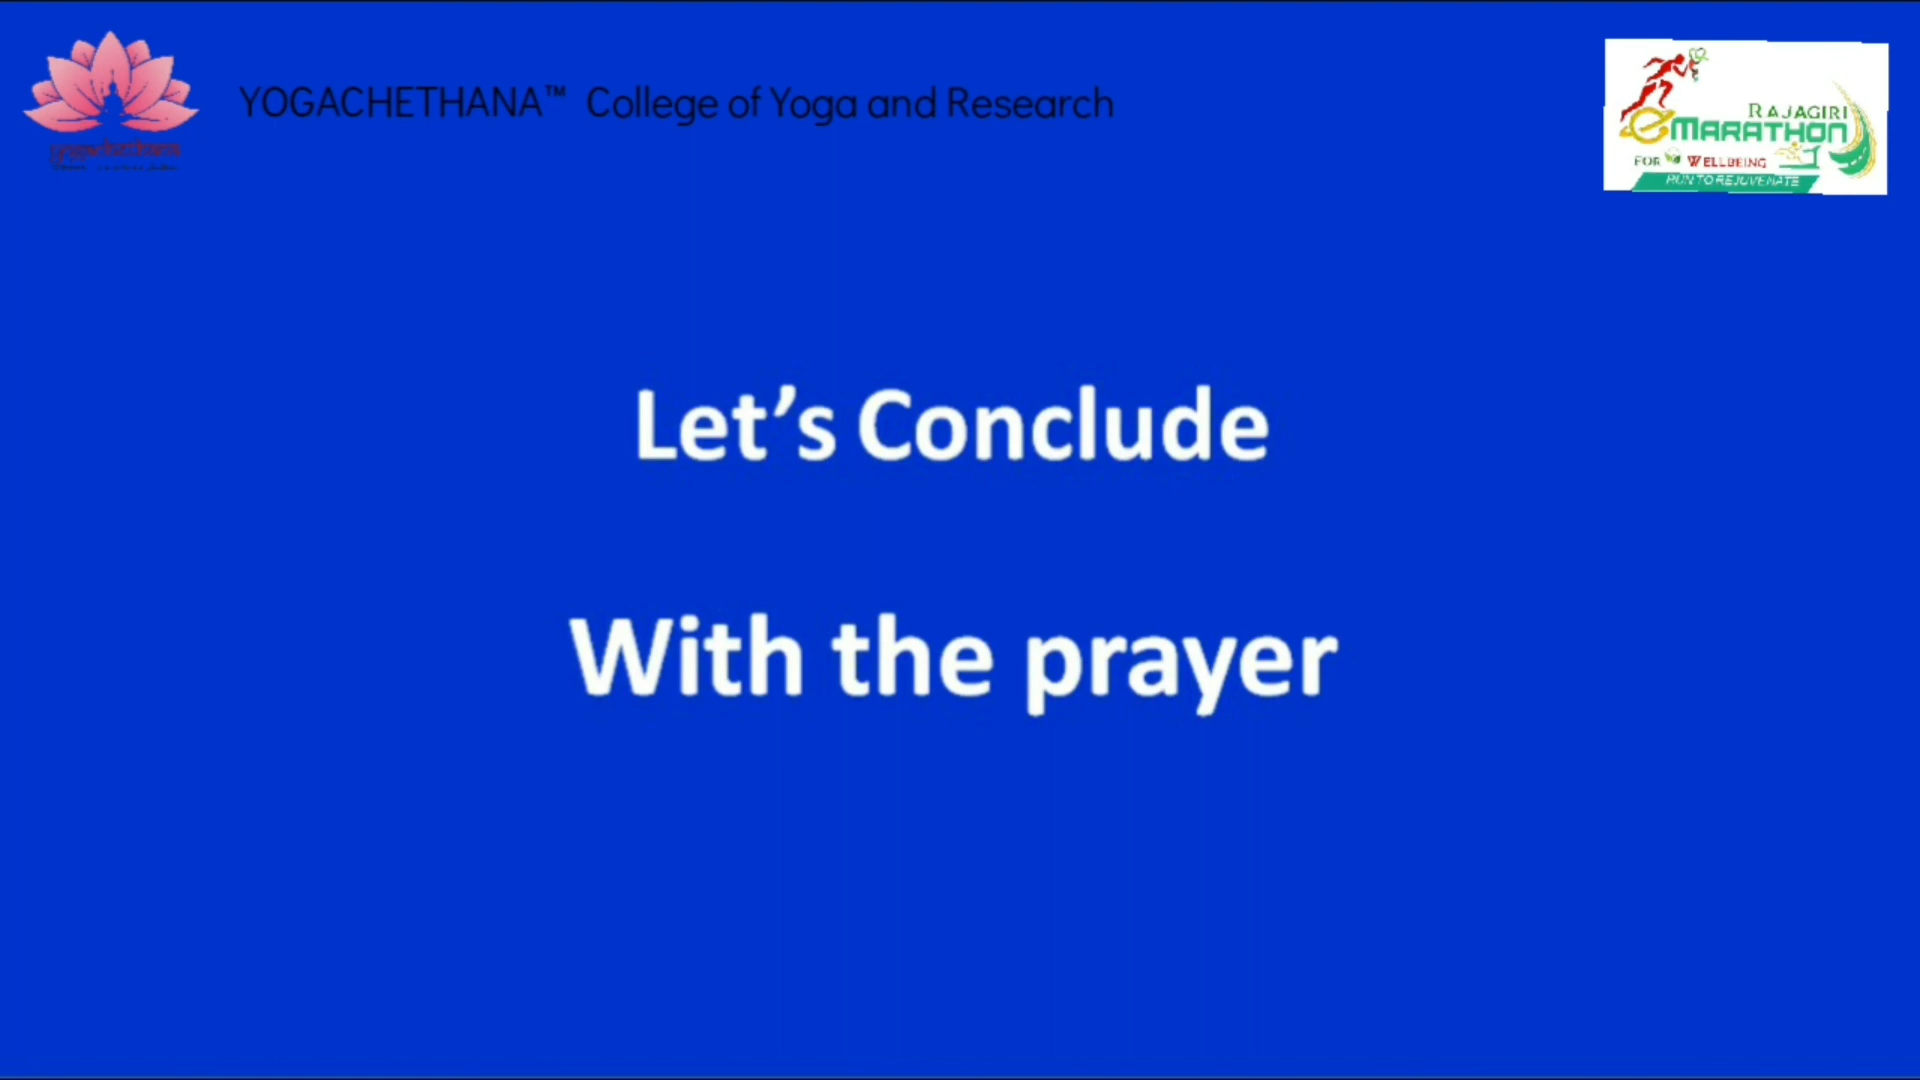 YOGACHETHANA™ College of Yoga and Research
RAJAGIRI
eMARATHON
FOR WELLBEING
RUN TO REJUVENATE
Let's Conclude
With the prayer